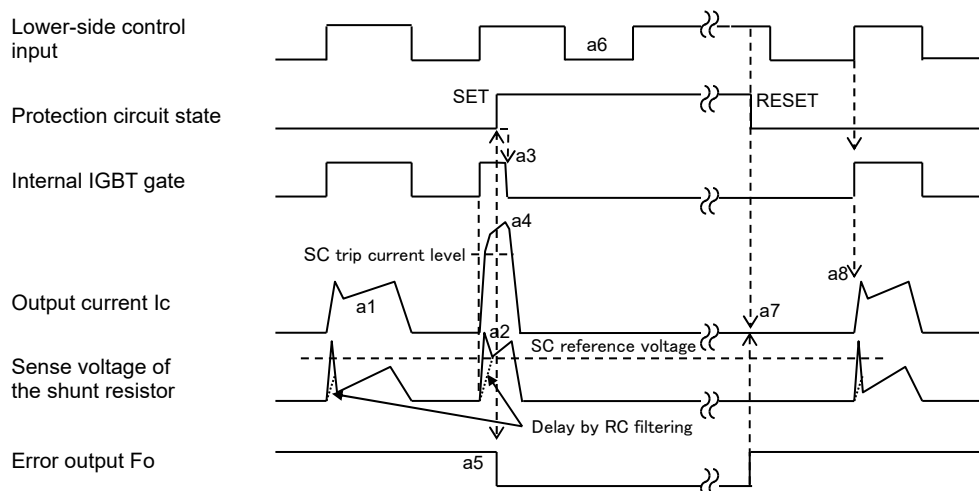 Lower-side control
input
a6
Protection circuit state
SET
RESET
a3
Internal IGBT gate
a4
SC trip current level
a8
Output current Ic
a1
a7
a2
SC reference voltage
Sense voltage of
the shunt resistor
Delay by RC filtering
Error output Fo
a5